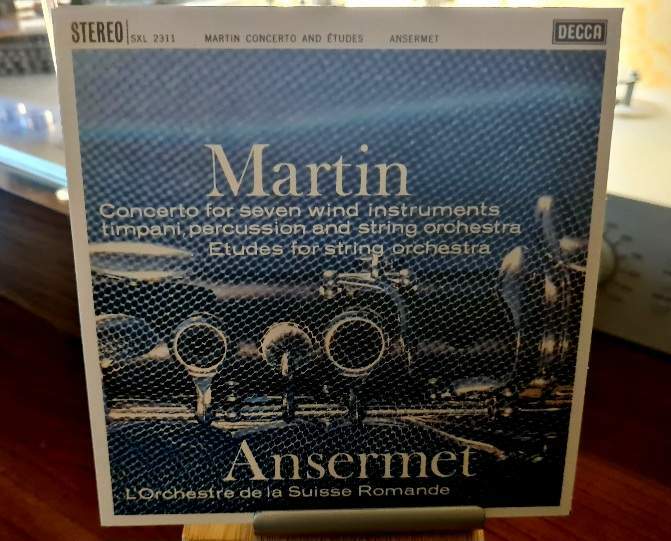 STEREO SXL 2311 MARTIN CONCERTO AND ÉTUDES ANSERMET DECCA
Martin
Concerto for seven wind instruments
timpani, percussion and string orchestra
Etudes for string orchestra
Ansermet
L'Orchestre de la Suisse Romande